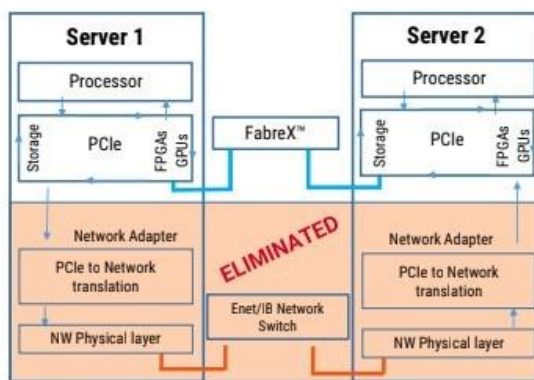 Server 1
Server 2
Processor
Processor
Storage
PCIe
FPGAs
GPUs
FabreX™
Storage
PCIe
FPGAs
GPUs
Network Adapter
PCIe to Network
translation
NW Physical layer
ELIMINATED
Enet/IB Network
Switch
Network Adapter
PCIe to Network
translation
NW Physical layer